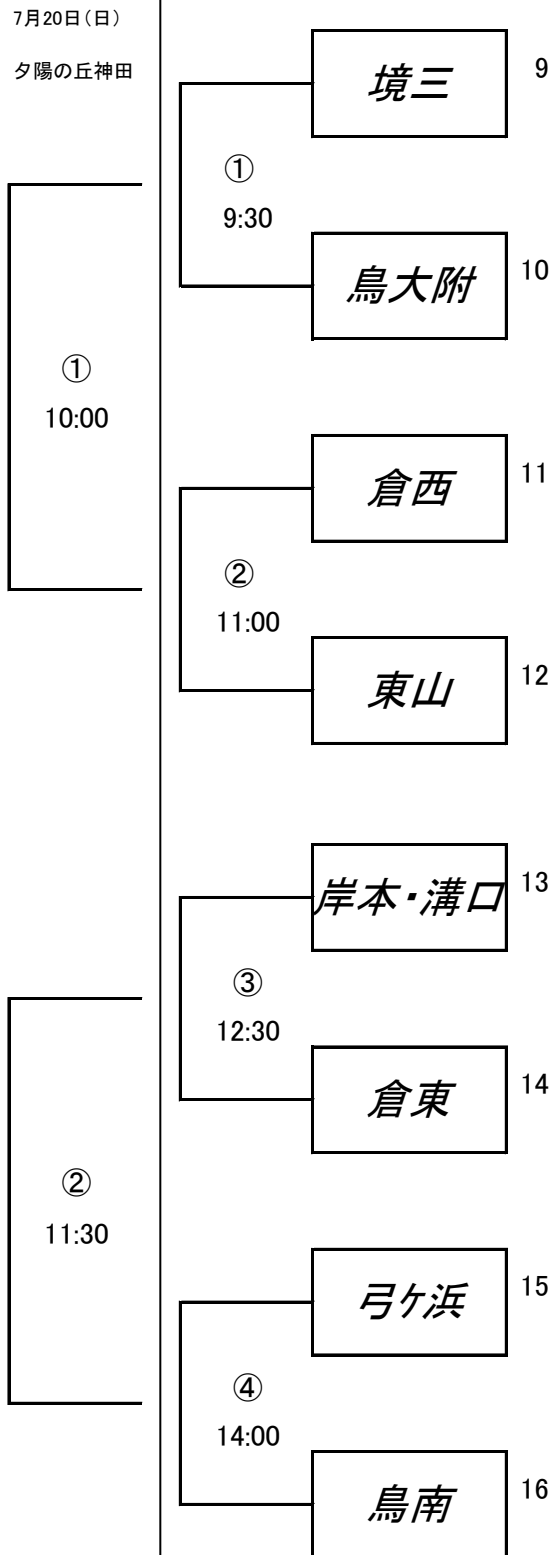 7月20日(日)
夕陽の丘神田
境三
9
①
9:30
鳥大附
10
①
10:00
倉西
11
②
11:00
東山
12
岸本・溝口
13
③
12:30
倉東
14
②
11:30
弓ケ浜
15
④
14:00
鳥南
16